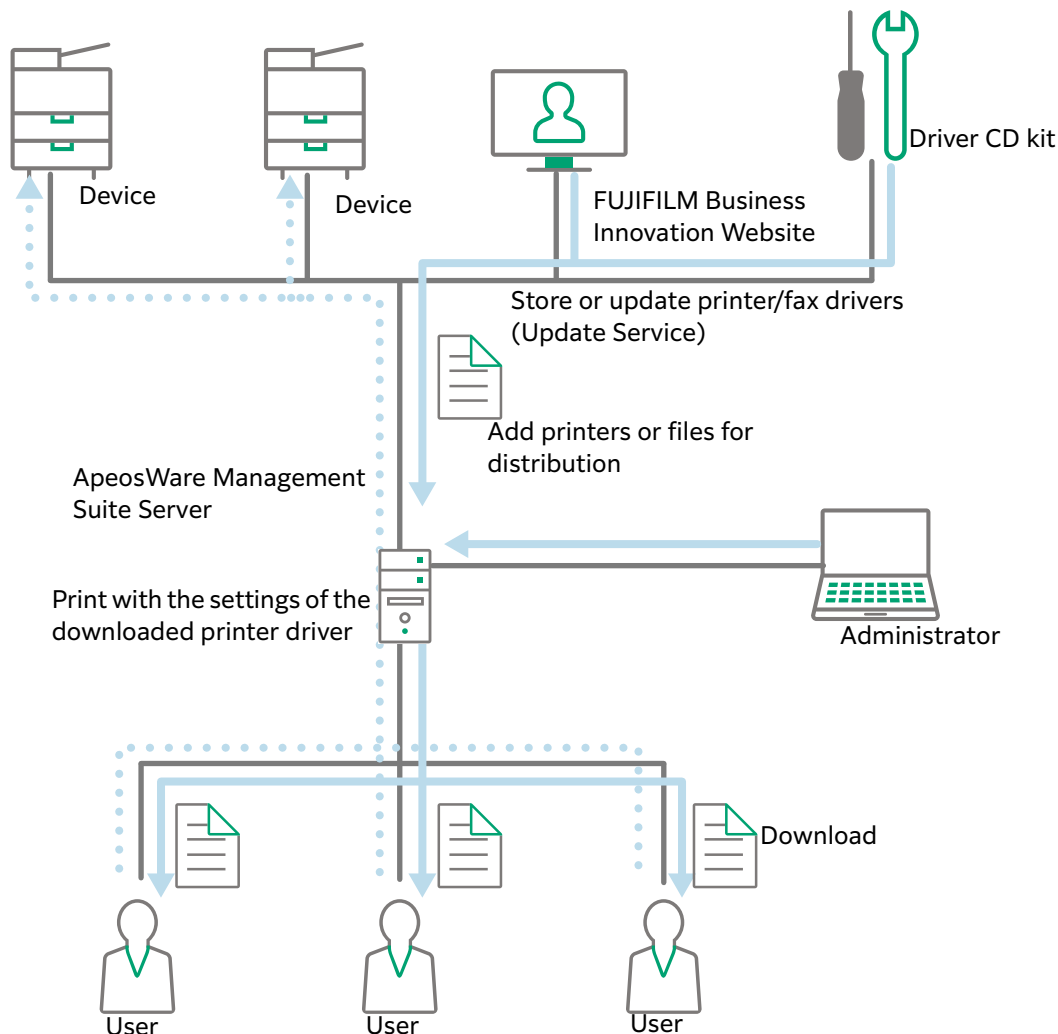 Driver CD kit
Device
Device
FUJIFILM Business
Innovation Website
Store or update printer/fax drivers
(Update Service)
Add printers or files for
distribution
ApeosWare Management
Suite Server
Print with the settings of the
downloaded printer driver
Administrator
Download
User
User
User